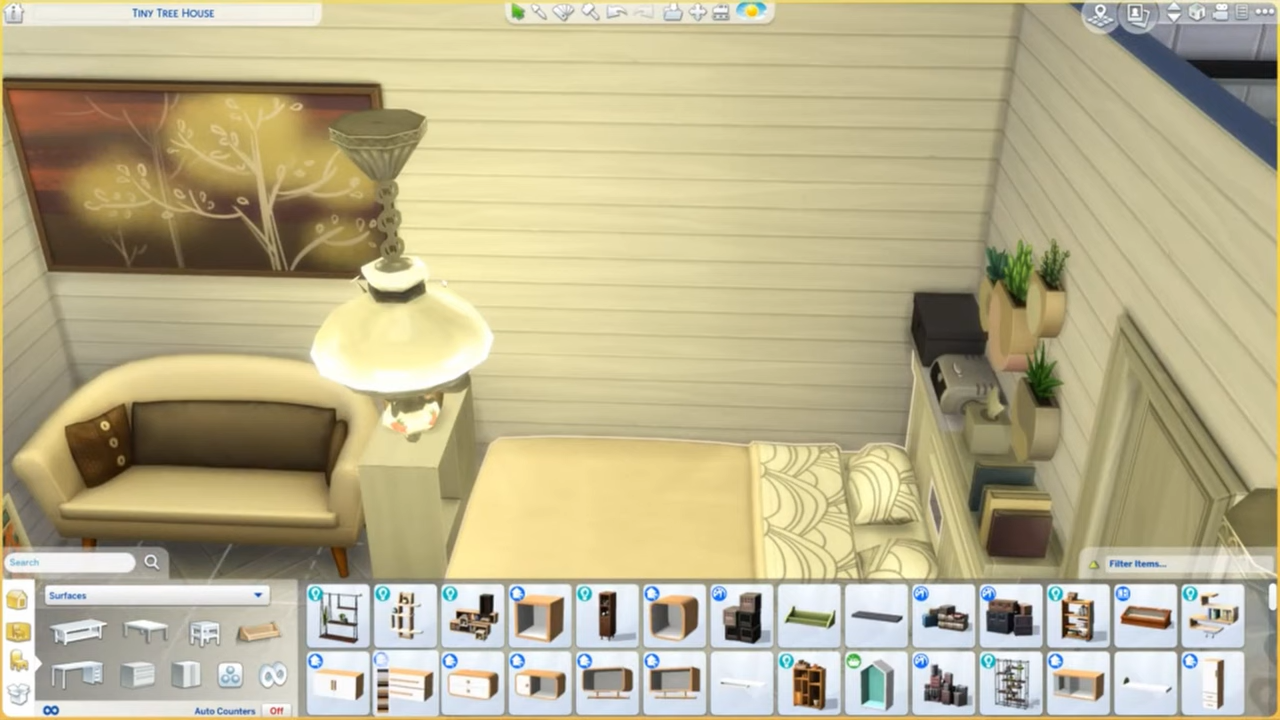 TINY TREE HOUSE
Search
Filter Items...
Surfaces
Auto Counters Off